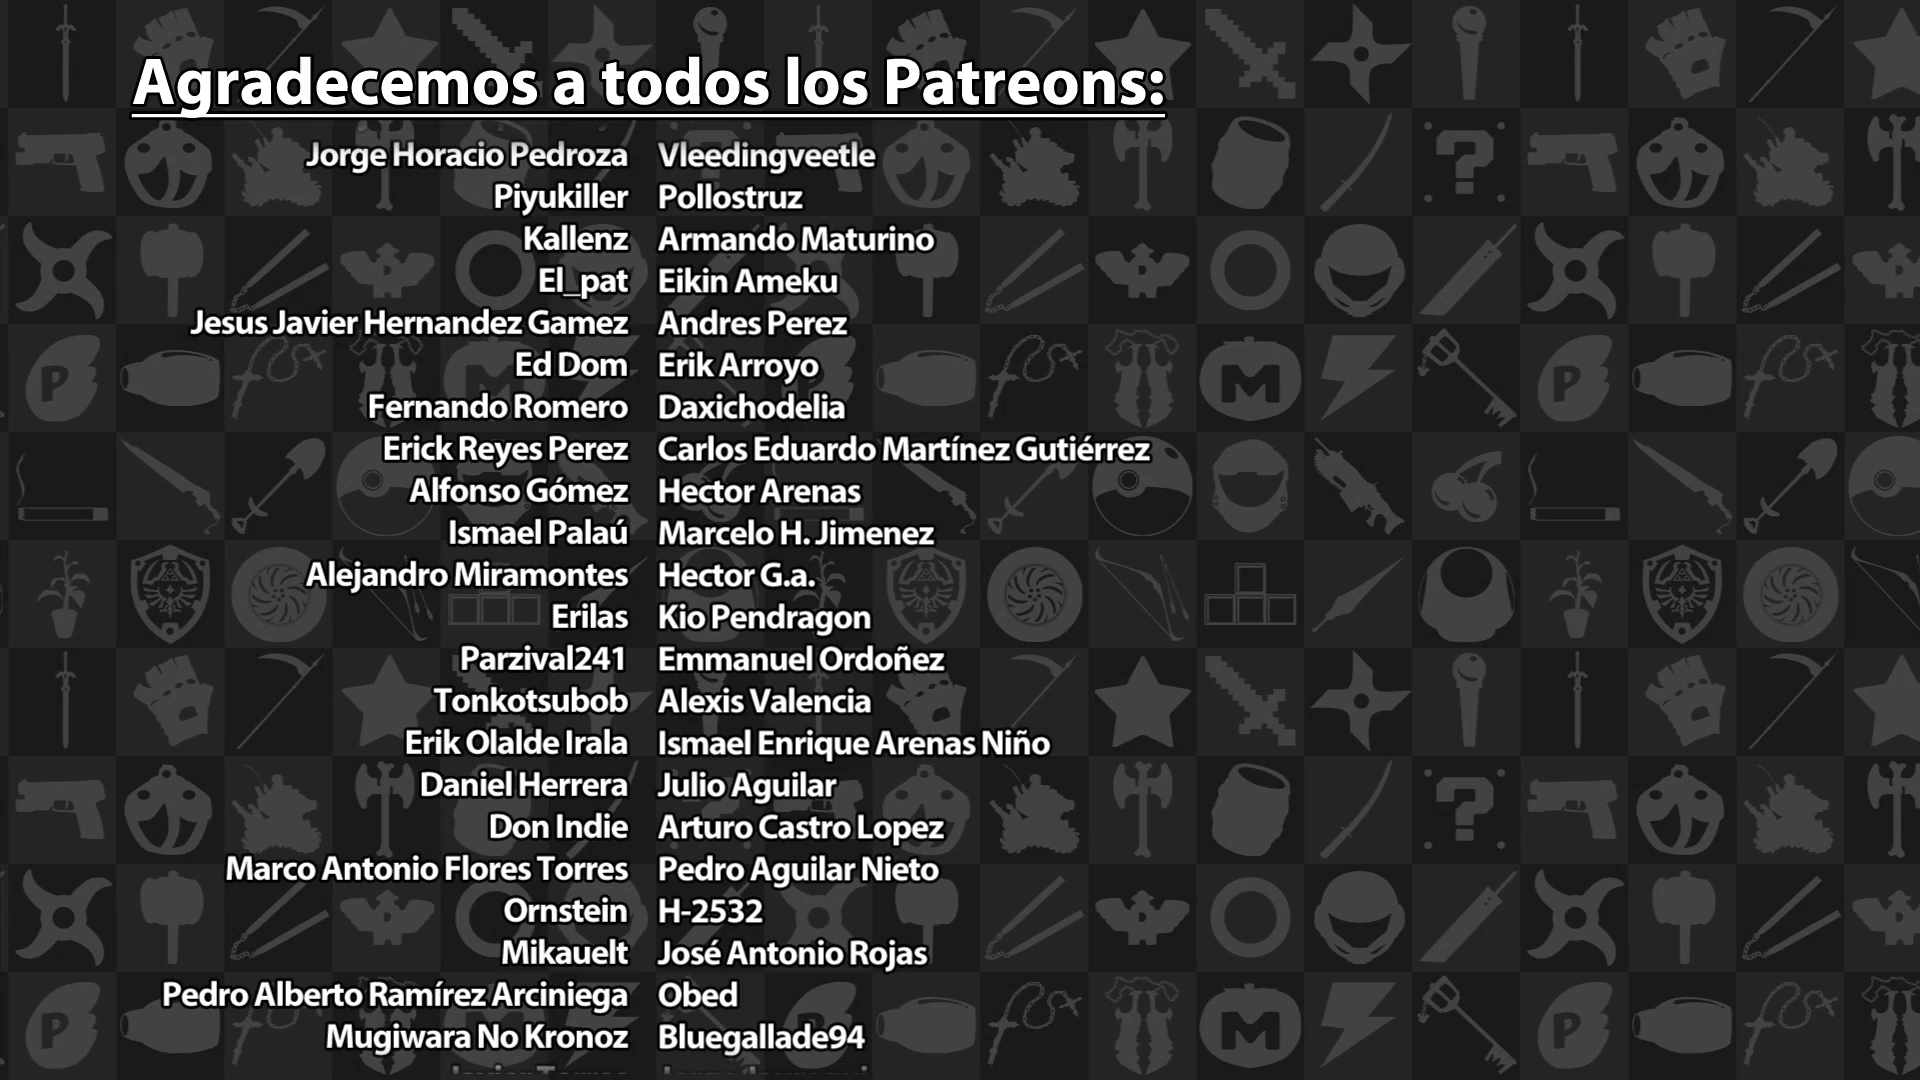 Agradecemos a todos los Patreons:
Jorge Horacio Pedroza Vleedingveetle
Piyukiller Pollostruz
Kallenz Armando Maturino
El_pat Eikin Ameku
Jesus Javier Hernandez Gamez Andres Perez
Ed Dom Erik Arroyo
Fernando Romero Daxichodelia
Erick Reyes Perez Carlos Eduardo Martínez Gutiérrez
Alfonso Gómez Hector Arenas
Ismael Palaú Marcelo H. Jimenez
Alejandro Miramontes Hector G.a.
Erilas Kio Pendragon
Parzival241 Emmanuel Ordoñez
Tonkotsubob Alexis Valencia
Erik Olalde Irala Ismael Enrique Arenas Niño
Daniel Herrera Julio Aguilar
Don Indie Arturo Castro Lopez
Marco Antonio Flores Torres Pedro Aguilar Nieto
Ornstein H-2532
Mikauelt José Antonio Rojas
Pedro Alberto Ramírez Arciniega Obed
Mugiwara No Kronoz Bluegallade94